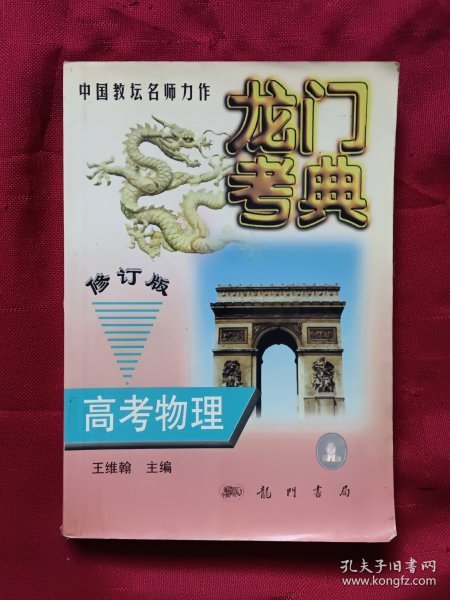 中国教坛名师力作
龙门
考典
修订版
高考物理
王维翰 主编
龍門書局
孔夫子旧书网
www.kongfz.com